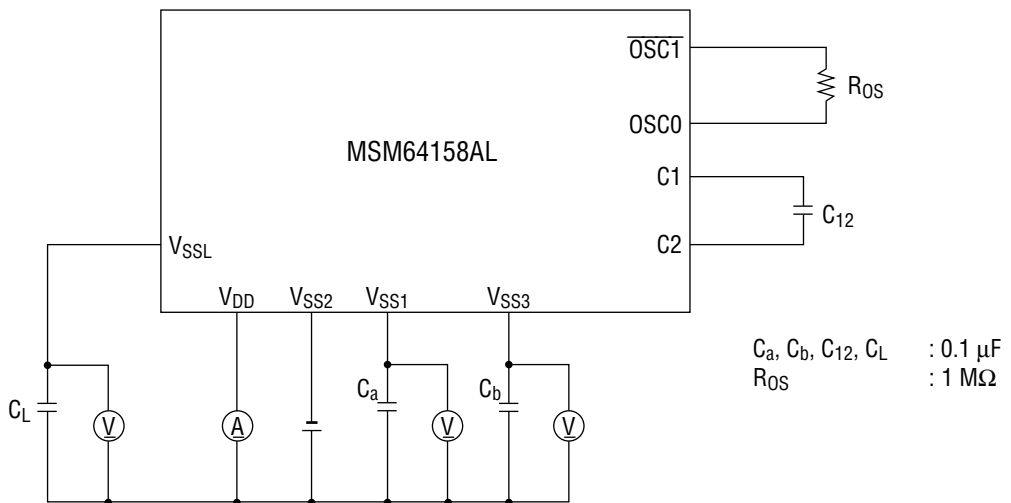 OSC1
R_OS
OSC0
MSM64158AL
C1
C_12
C2
V_SSL
V_DD V_SS2 V_SS1 V_SS3
C_a, C_b, C_12, C_L : 0.1 μF
R_OS : 1 MΩ
C_L V A C_a V C_b V